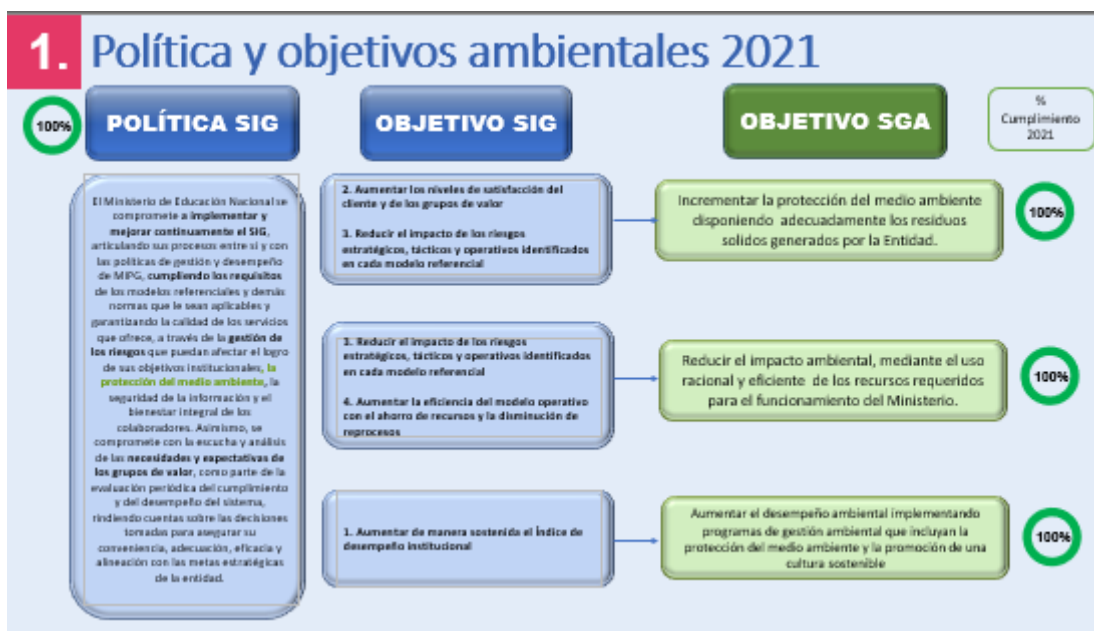 1.
Política y objetivos ambientales 2021
100%
POLÍTICA SIG
OBJETIVO SIG
OBJETIVO SGA
%
Cumplimiento
2021
El Ministerio de Educación Nacional se
compromete a implementar y
mejorar continuamente el SIG,
articulando sus procesos entre sí y con
las políticas de gestión y desempeño
de MIPG, cumpliendo los requisitos
de los modelos referenciales y demás
normas que le sean aplicables y
garantizando la calidad de los servicios
que ofrece, a través de la gestión de
los riesgos que puedan afectar el logro
de sus objetivos institucionales, la
protección del medio ambiente, la
seguridad de la información y el
bienestar integral de los
colaboradores. Asimismo, se
compromete con la escucha y análisis
de las necesidades y expectativas de
los grupos de valor, como parte de la
evaluación periódica del cumplimiento
y del desempeño del sistema,
rindiendo cuentas sobre las decisiones
tomadas para asegurar su
conveniencia, adecuación, eficacia y
alineación con las metas estratégicas
de la entidad.
2. Aumentar los niveles de satisfacción del
cliente y de los grupos de valor
3. Reducir el impacto de los riesgos
estratégicos, tácticos y operativos identificados
en cada modelo referencial
Incrementar la protección del medio ambiente
disponiendo adecuadamente los residuos
solidos generados por la Entidad.
100%
3. Reducir el impacto de los riesgos
estratégicos, tácticos y operativos identificados
en cada modelo referencial
4. Aumentar la eficiencia del modelo operativo
con el ahorro de recursos y la disminución de
reprocesos
Reducir el impacto ambiental, mediante el uso
racional y eficiente de los recursos requeridos
para el funcionamiento del Ministerio.
100%
1. Aumentar de manera sostenida el Índice de
desempeño institucional
Aumentar el desempeño ambiental implementando
programas de gestión ambiental que incluyan la
protección del medio ambiente y la promoción de una
cultura sostenible
100%